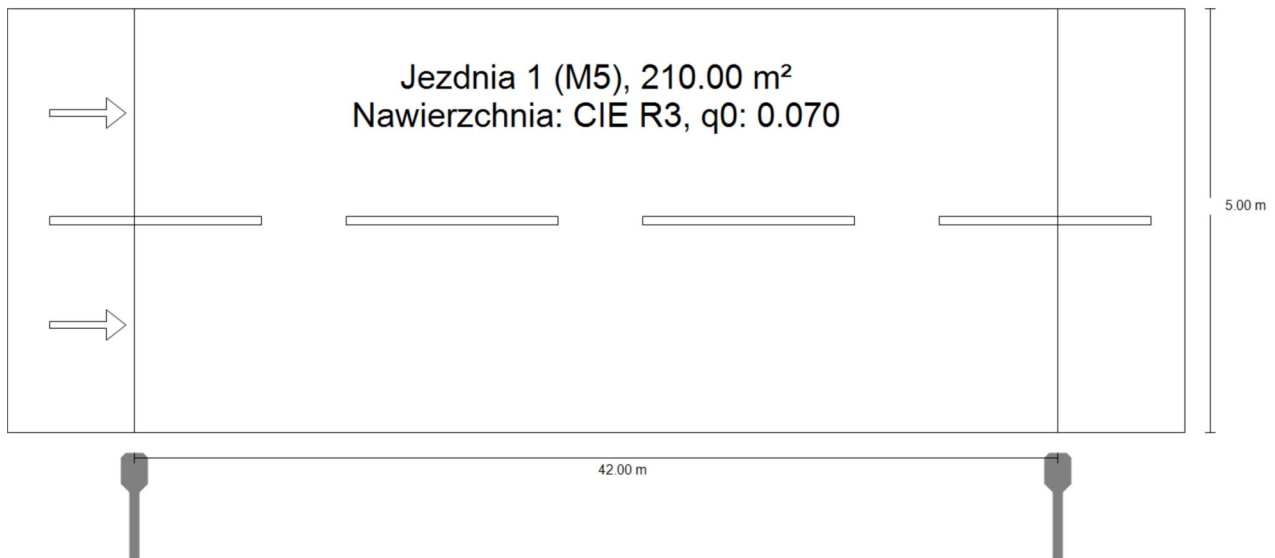 Jezdnia 1 (M5), 210.00 m²
Nawierzchnia: CIE R3, q0: 0.070
5.00 m
42.00 m